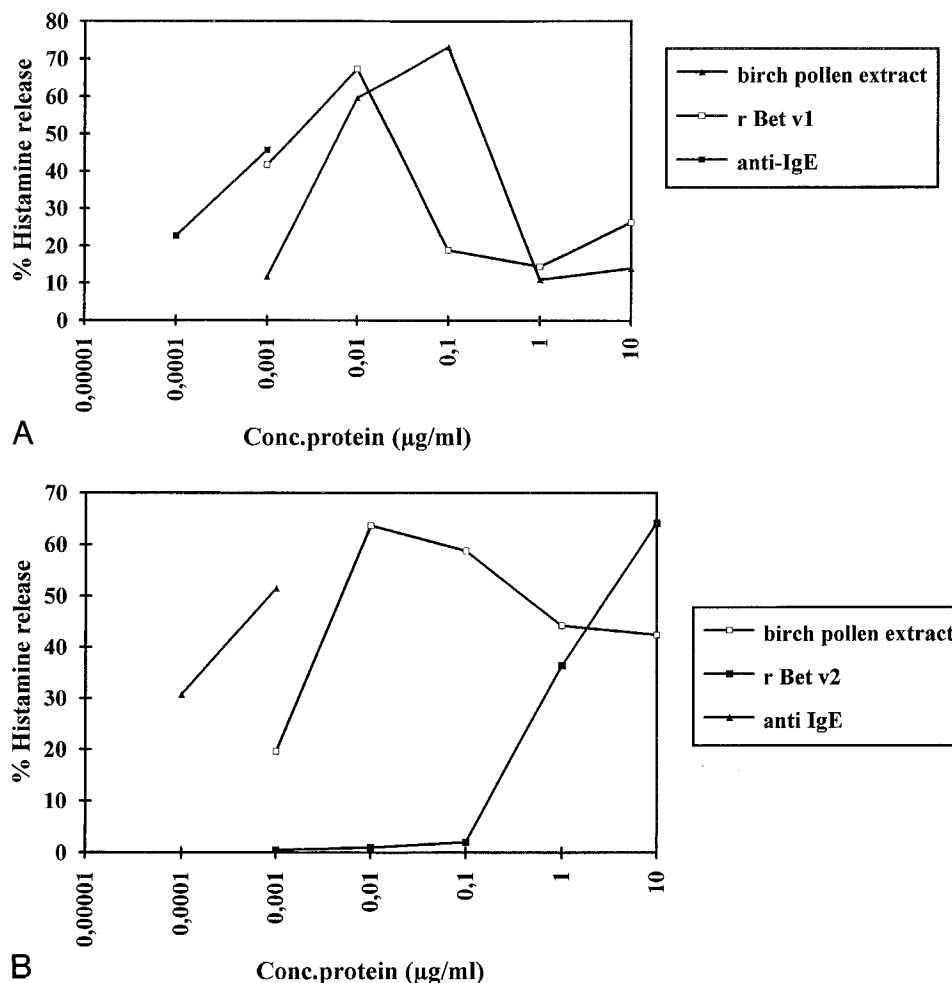 80
70
60
50
40
30
20
10
0
% Histamine release
0,00001
0,0001
0,001
0,01
0,1
1
10
Conc.protein (µg/ml)
birch pollen extract
r Bet v1
anti-IgE
A
70
60
50
40
30
20
10
0
% Histamine release
0,00001
0,0001
0,001
0,01
0,1
1
10
Conc.protein (µg/ml)
birch pollen extract
r Bet v2
anti IgE
B